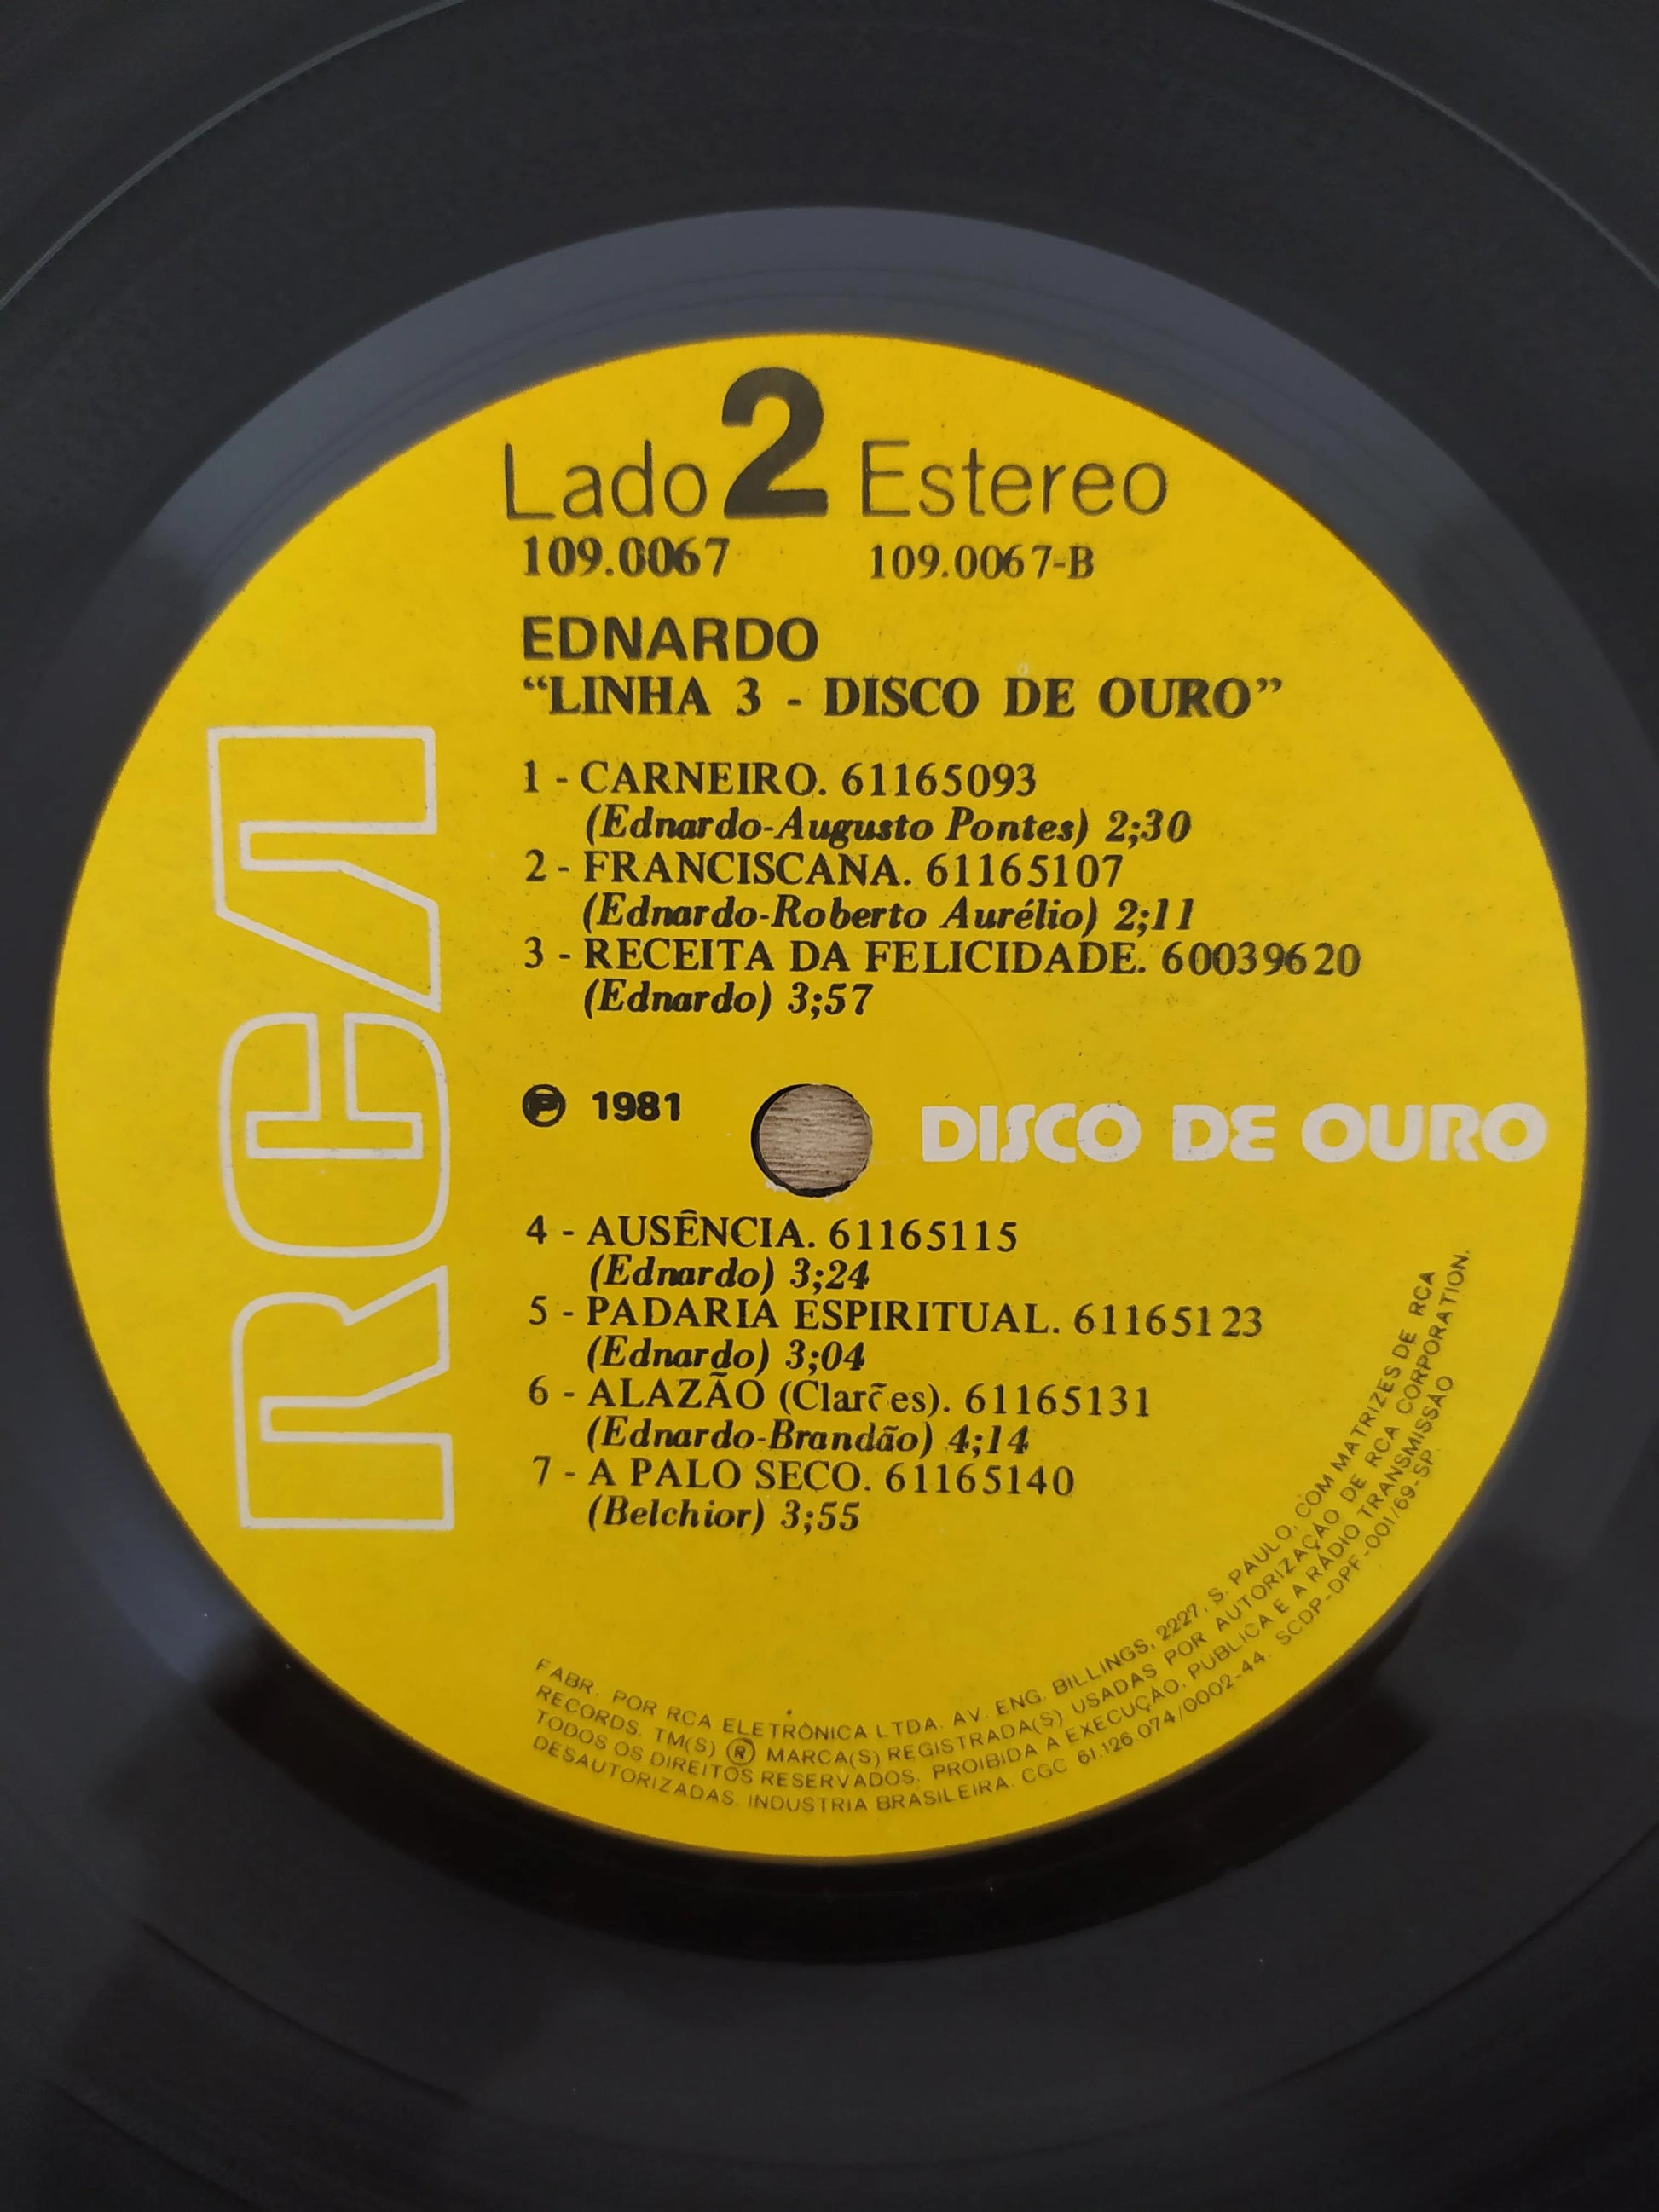 Lado 2 Estereo
109.0067 109.0067-B
EDNARDO
“LINHA 3 - DISCO DE OURO”
1 - CARNEIRO. 61165093
(Ednardo-Augusto Pontes) 2;30
2 - FRANCISCANA. 61165107
(Ednardo-Roberto Aurélio) 2;11
3 - RECEITA DA FELICIDADE. 60039620
(Ednardo) 3;57
RCA
℗ 1981 DISCO DE OURO
4 - AUSÊNCIA. 61165115
(Ednardo) 3;24
5 - PADARIA ESPIRITUAL. 61165123
(Ednardo) 3;04
6 - ALAZÃO (Clarões). 61165131
(Ednardo-Brandão) 4;14
7 - A PALO SECO. 61165140
(Belchior) 3;55
FABR. POR RCA ELETRÔNICA LTDA. AV. ENG. BILLINGS, 2227, S. PAULO, COM MATRIZES DE RCA
RECORDS. TM(S) ® MARCA(S) REGISTRADA(S) USADAS POR AUTORIZAÇÃO DE RCA CORPORATION.
TODOS OS DIREITOS RESERVADOS. PROIBIDA A EXECUÇÃO, PUBLICA E A RÁDIO TRANSMISSÃO
DESAUTORIZADAS. INDUSTRIA BRASILEIRA. CGC 61.126.074/0002-44. SCDP-DPF-001/69-SP